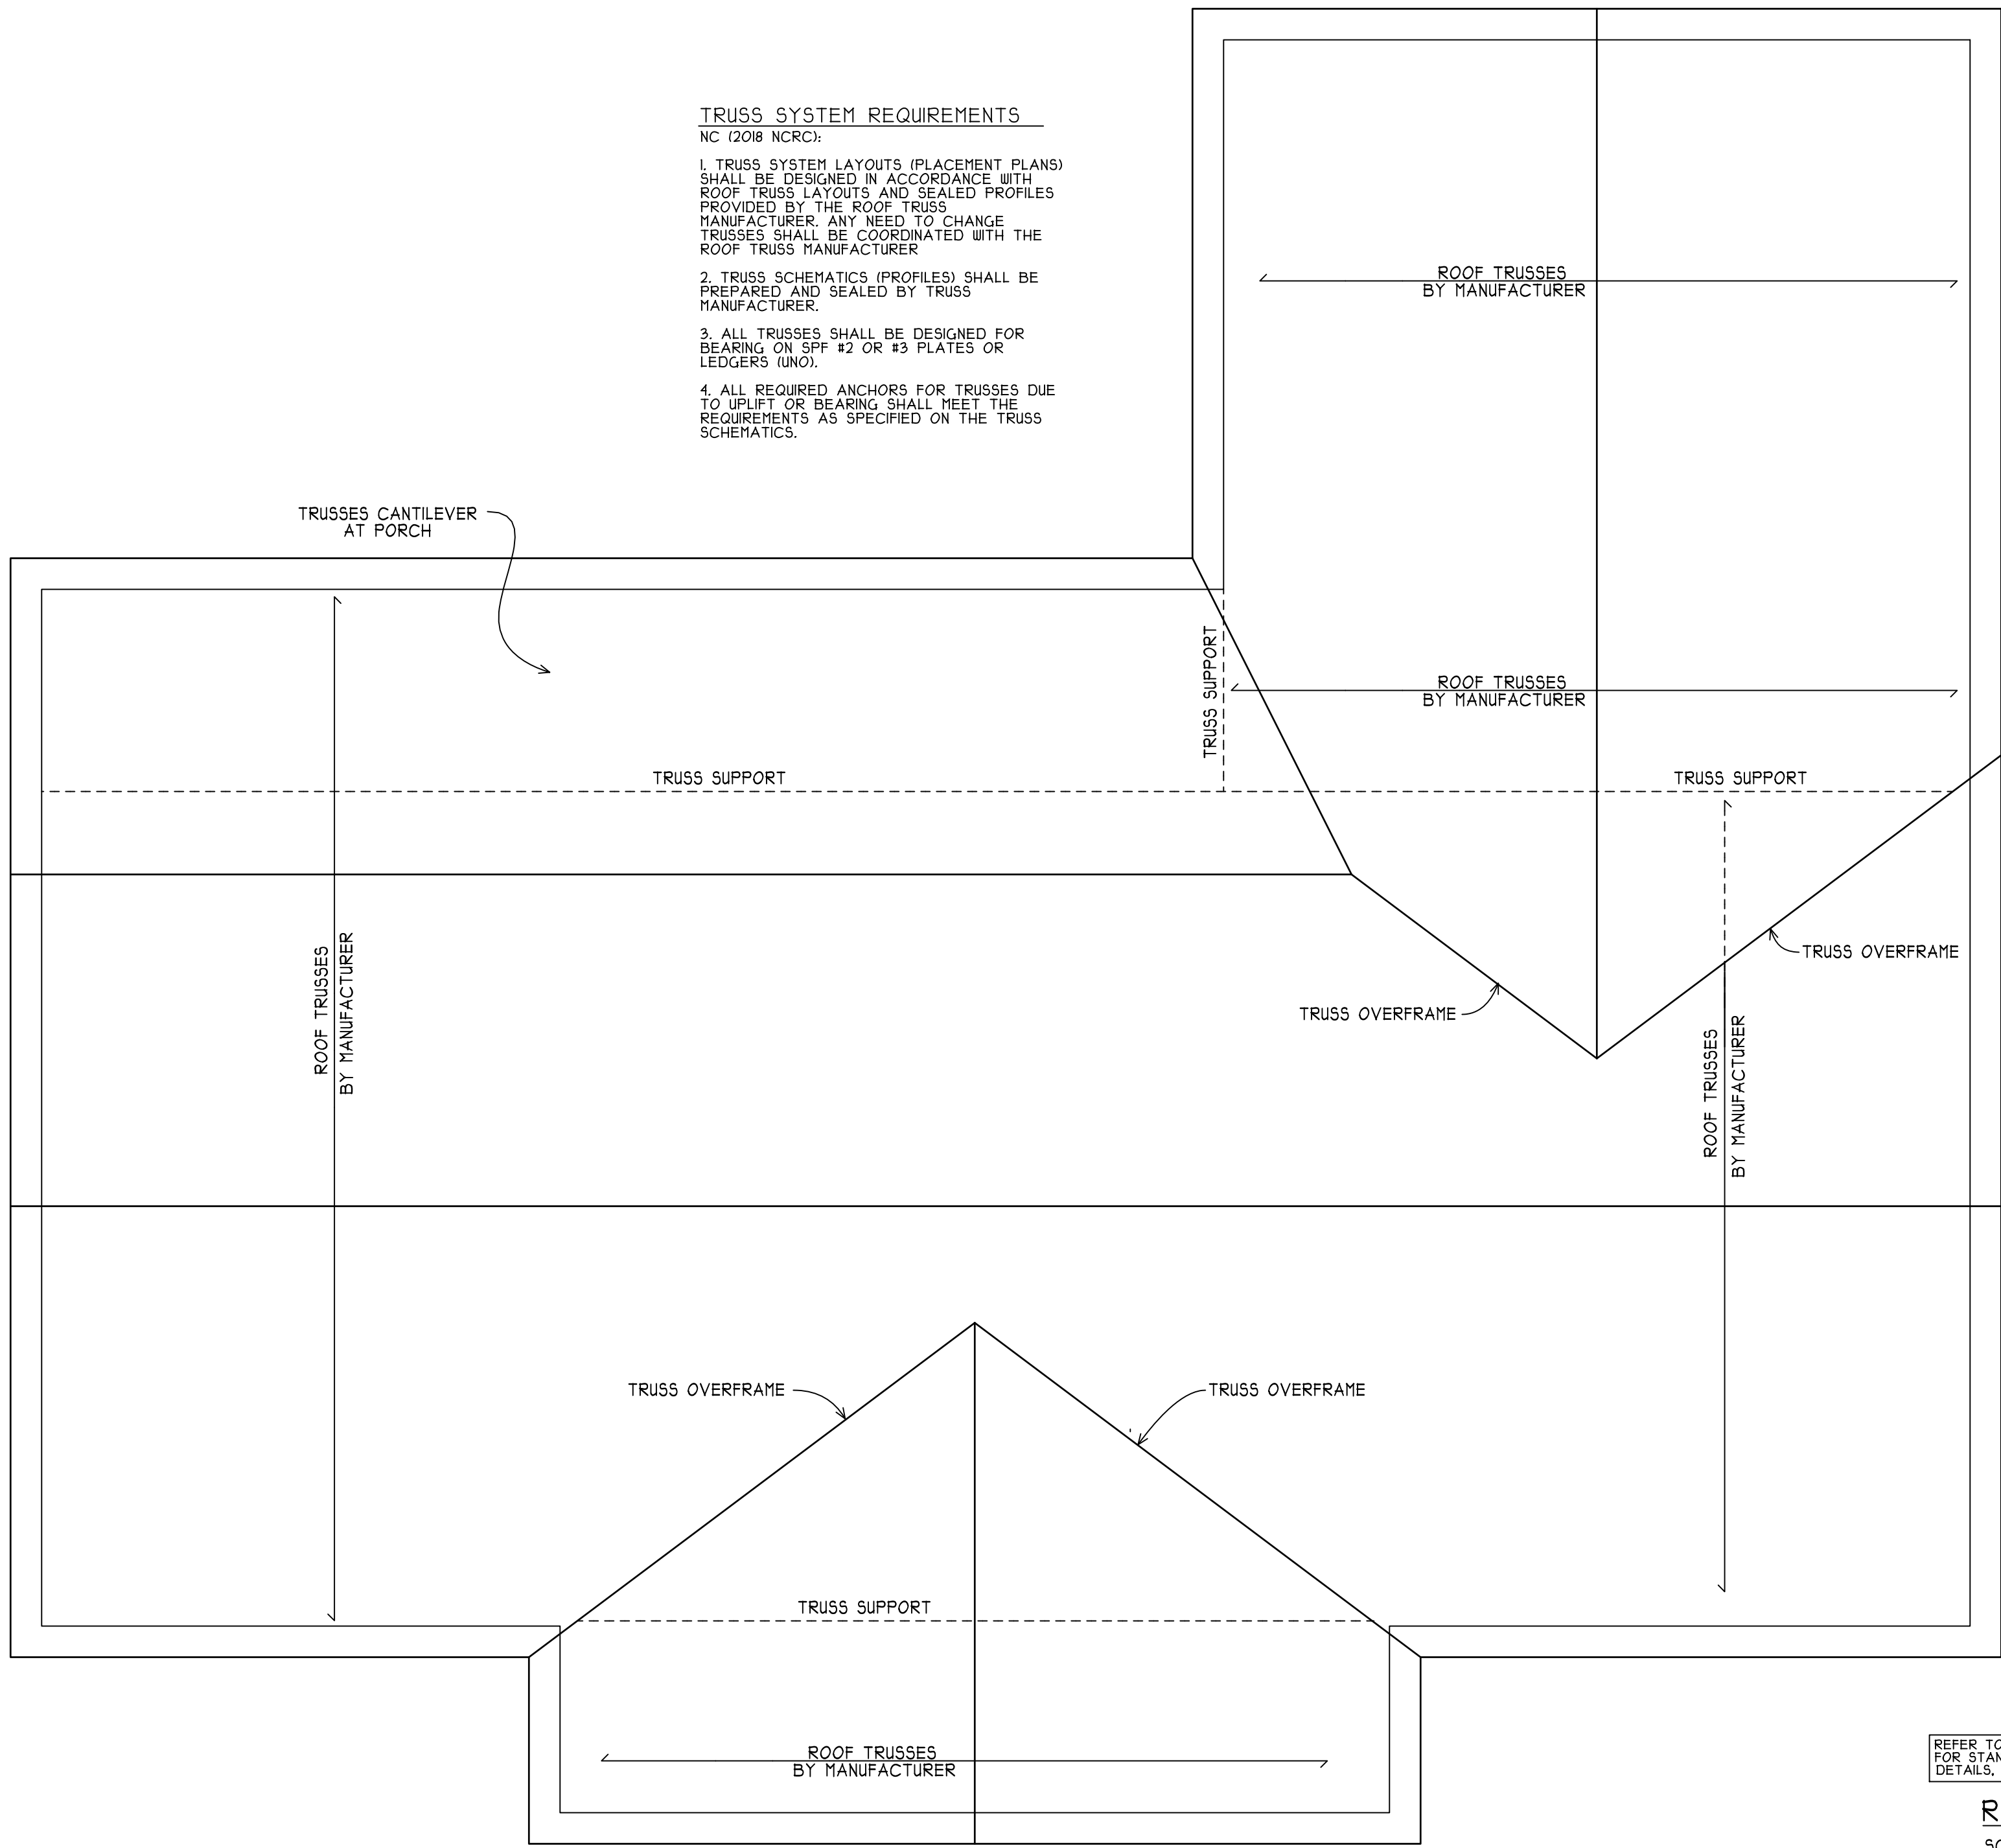 TRUSS SYSTEM REQUIREMENTS
NC (2018 NCRC):
1. TRUSS SYSTEM LAYOUTS (PLACEMENT PLANS)
SHALL BE DESIGNED IN ACCORDANCE WITH
ROOF TRUSS LAYOUTS AND SEALED PROFILES
PROVIDED BY THE ROOF TRUSS
MANUFACTURER. ANY NEED TO CHANGE
TRUSSES SHALL BE COORDINATED WITH THE
ROOF TRUSS MANUFACTURER
2. TRUSS SCHEMATICS (PROFILES) SHALL BE
PREPARED AND SEALED BY TRUSS
MANUFACTURER.
3. ALL TRUSSES SHALL BE DESIGNED FOR
BEARING ON SPF #2 OR #3 PLATES OR
LEDGERS (UNO).
4. ALL REQUIRED ANCHORS FOR TRUSSES DUE
TO UPLIFT OR BEARING SHALL MEET THE
REQUIREMENTS AS SPECIFIED ON THE TRUSS
SCHEMATICS.
ROOF TRUSSES
BY MANUFACTURER
TRUSSES CANTILEVER
AT PORCH
TRUSS SUPPORT
ROOF TRUSSES
BY MANUFACTURER
TRUSS SUPPORT
TRUSS SUPPORT
ROOF TRUSSES
BY MANUFACTURER
TRUSS OVERFRAME
TRUSS OVERFRAME
ROOF TRUSSES
BY MANUFACTURER
TRUSS OVERFRAME
TRUSS OVERFRAME
TRUSS SUPPORT
ROOF TRUSSES
BY MANUFACTURER
REFER TO
FOR
DETAILS.